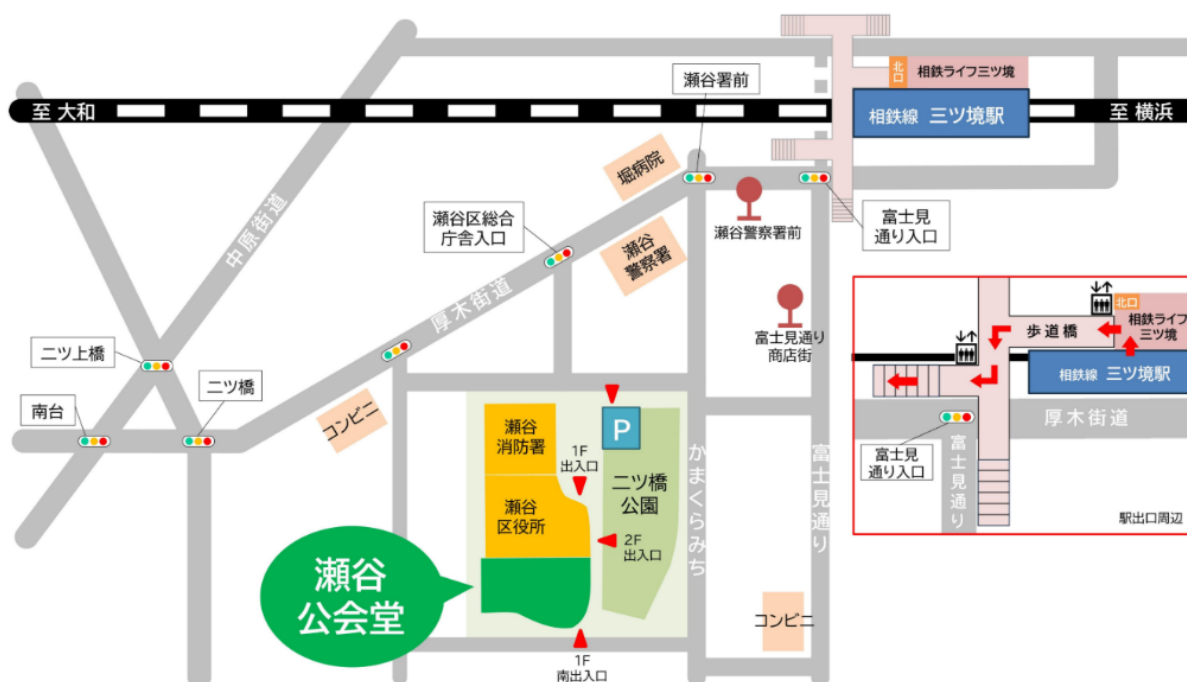 北口
相鉄ライフ三ツ境
瀬谷署前
至 大和
相鉄線 三ツ境駅
至 横浜
堀病院
中原街道
瀬谷区総合
庁舎入口
瀬谷
警察署
瀬谷警察署前
富士見
通り入口
厚木街道
富士見通り
商店街
二ツ上橋
二ツ橋
南台
コンビニ
瀬谷
消防署
1F
出入口
P
二ツ橋
公園
瀬谷
区役所
2F
出入口
かまくらみち
富士見通り
瀬谷
公会堂
コンビニ
1F
南出入口
北口
歩道橋
相鉄ライフ
三ツ境
相鉄線 三ツ境駅
厚木街道
富士見
通り入口
富士見通り
駅出口周辺